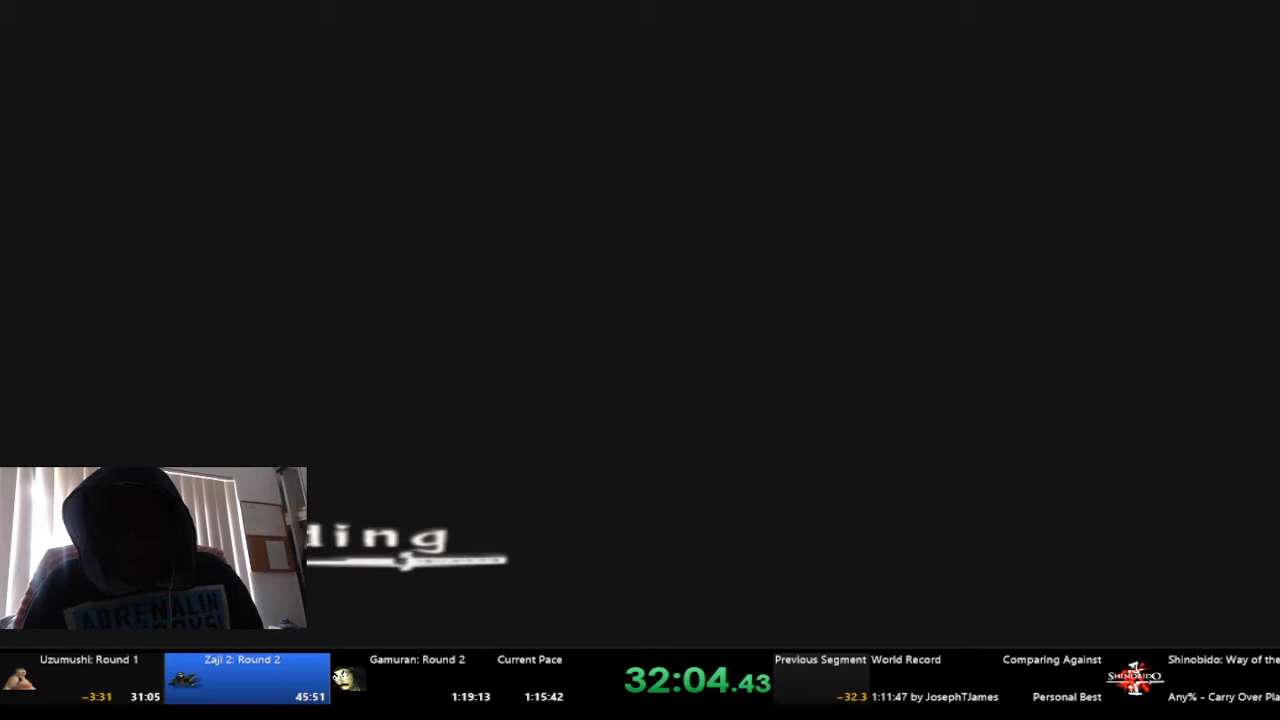 ding
ADRENALIN
Uzumushi: Round 1
−3:31 31:05
Zaji 2: Round 2
45:51
Gamuran: Round 2
1:19:13
Current Pace
1:15:42
32:04.43
Previous Segment
−32.3
World Record
1:11:47 by JosephTJames
Comparing Against
Personal Best
SHINOBIDO
Shinobido: Way of the
Any% - Carry Over Pla